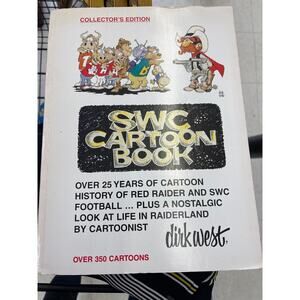 COLLECTOR'S EDITION
SWC
CARTOON
BOOK
OVER 25 YEARS OF CARTOON
HISTORY OF RED RAIDER AND SWC
FOOTBALL ... PLUS A NOSTALGIC
LOOK AT LIFE IN RAIDERLAND
BY CARTOONIST
dirk west.
OVER 350 CARTOONS